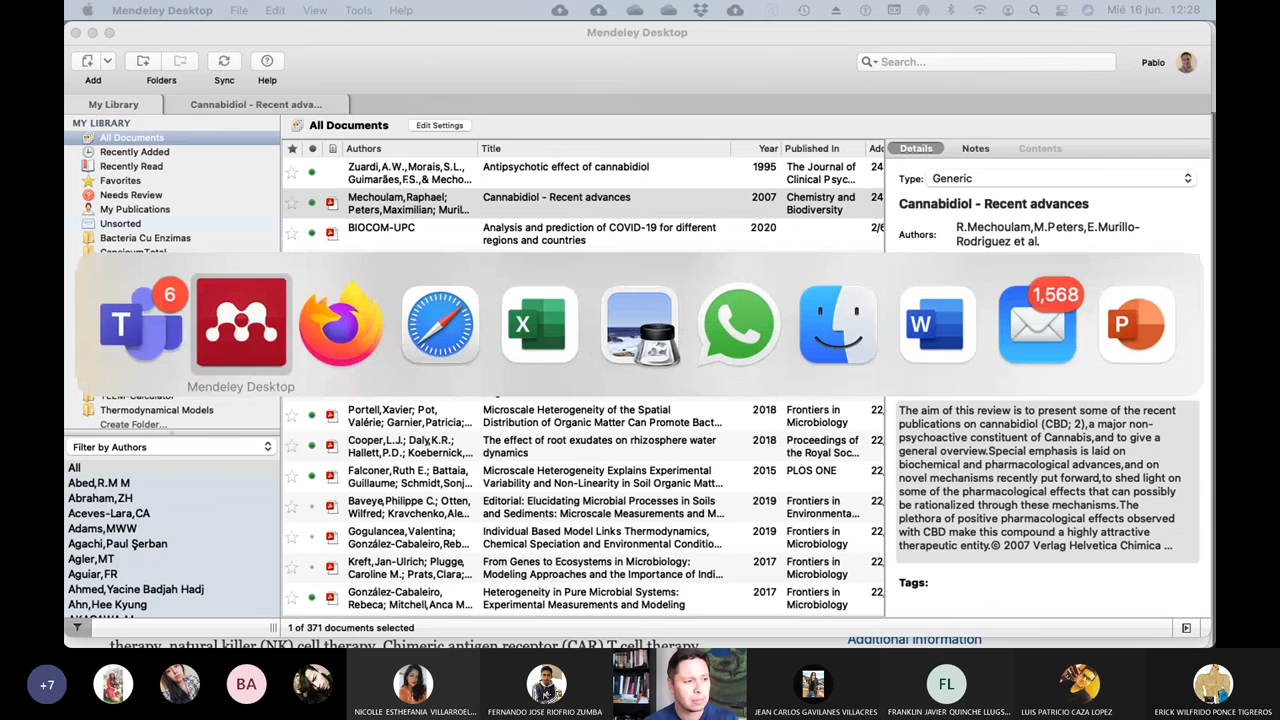 Mendeley Desktop File Edit View Tools Help Mié 16 jun. 12:28
Mendeley Desktop
Search... Pablo
Add Folders Sync Help
My Library Cannabidiol - Recent adva...
MY LIBRARY
All Documents
Recently Added
Recently Read
Favorites
Needs Review
My Publications
Unsorted
Bacteria Cu Enzimas
Thermodynamical Models
Create Folder...
Filter by Authors
All
Abed,R.M M
Abraham,ZH
Aceves-Lara,CA
Adams,MWW
Agachi,Paul Şerban
Agler,MT
Aguiar,FR
Ahmed,Yacine Badjah Hadj
Ahn,Hee Kyung
All Documents Edit Settings
Authors Title Year Published In Adc
Zuardi,A.W.,Morais,S.L., Antipsychotic effect of cannabidiol 1995 The Journal of 24
Guimarães,F.S.,& Mecho... Clinical Psyc...
Mechoulam,Raphael; Cannabidiol - Recent advances 2007 Chemistry and 24
Peters,Maximilian; Muril... Biodiversity
BIOCOM-UPC Analysis and prediction of COVID-19 for different 2020 2/6
regions and countries
6 1,568
T X W P
Mendeley Desktop
Portell,Xavier; Pot, Microscale Heterogeneity of the Spatial 2018 Frontiers in 22,
Valérie; Garnier,Patricia; Distribution of Organic Matter Can Promote Bact... Microbiology
Cooper,L.J.; Daly,K.R.; The effect of root exudates on rhizosphere water 2018 Proceedings of 22,
Hallett,P.D.; Koebernick,... dynamics the Royal Soc...
Falconer,Ruth E.; Battaia, Microscale Heterogeneity Explains Experimental 2015 PLOS ONE 22,
Guillaume; Schmidt,Sonj... Variability and Non-Linearity in Soil Organic Matt...
Baveye,Philippe C.; Otten, Editorial: Elucidating Microbial Processes in Soils 2019 Frontiers in 22,
Wilfred; Kravchenko,Ale... and Sediments: Microscale Measurements and M... Environmenta...
Gogulancea,Valentina; Individual Based Model Links Thermodynamics, 2019 Frontiers in 22,
González-Cabaleiro,Reb... Chemical Speciation and Environmental Conditio... Microbiology
Kreft,Jan-Ulrich; Plugge, From Genes to Ecosystems in Microbiology: 2017 Frontiers in 22,
Caroline M.; Prats,Clara;... Modeling Approaches and the Importance of Indi... Microbiology
González-Cabaleiro, Heterogeneity in Pure Microbial Systems: 2017 Frontiers in 22,
Rebeca; Mitchell,Anca M... Experimental Measurements and Modeling Microbiology
1 of 371 documents selected
Details Notes Contents
Type: Generic
Cannabidiol - Recent advances
Authors: R.Mechoulam,M.Peters,E.Murillo-
Rodriguez et al.
The aim of this review is to present some of the recent
publications on cannabidiol (CBD; 2),a major non-
psychoactive constituent of Cannabis,and to give a
general overview.Special emphasis is laid on
biochemical and pharmacological advances,and on
novel mechanisms recently put forward,to shed light on
some of the pharmacological effects that can possibly
be rationalized through these mechanisms.The
plethora of positive pharmacological effects observed
with CBD make this compound a highly attractive
therapeutic entity.© 2007 Verlag Helvetica Chimica ...
Tags:
therapy, natural killer (NK) cell therapy, Chimeric antigen receptor (CAR) T cell therapy
Additional information
+7 BA FL
NICOLLE ESTHEFANIA VILLARROEL... FERNANDO JOSE RIOFRIO ZUMBA JEAN CARLOS GAVILANES VILLACRES FRANKLIN JAVIER QUINCHE LLUGS... LUIS PATRICIO CAZA LOPEZ ERICK WILFRIDO PONCE TIGREROS